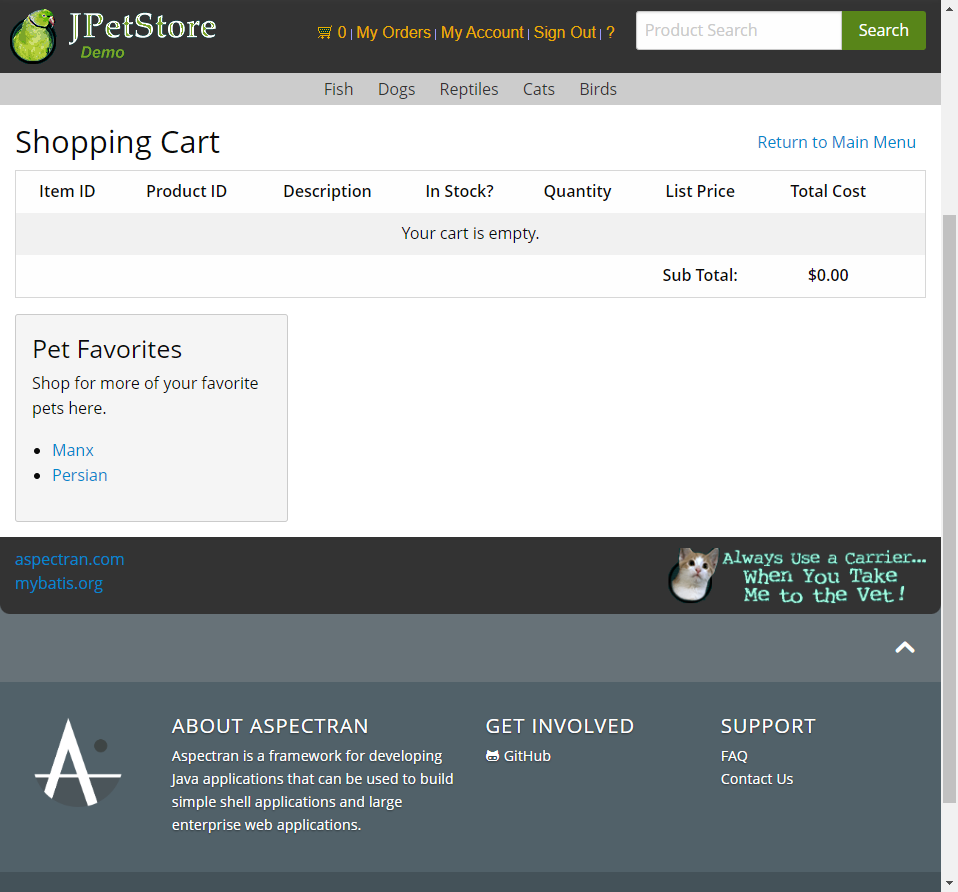 JPetStore
Demo
0 | My Orders | My Account | Sign Out | ?
Product Search
Search
Fish Dogs Reptiles Cats Birds
Shopping Cart
Return to Main Menu
Item ID Product ID Description In Stock? Quantity List Price Total Cost
Your cart is empty.
Sub Total: $0.00
Pet Favorites
Shop for more of your favorite
pets here.
Manx
Persian
aspectran.com
mybatis.org
Always Use a Carrier...
When You Take
Me to the Vet!
ABOUT ASPECTRAN
Aspectran is a framework for developing
Java applications that can be used to build
simple shell applications and large
enterprise web applications.
GET INVOLVED
GitHub
SUPPORT
FAQ
Contact Us